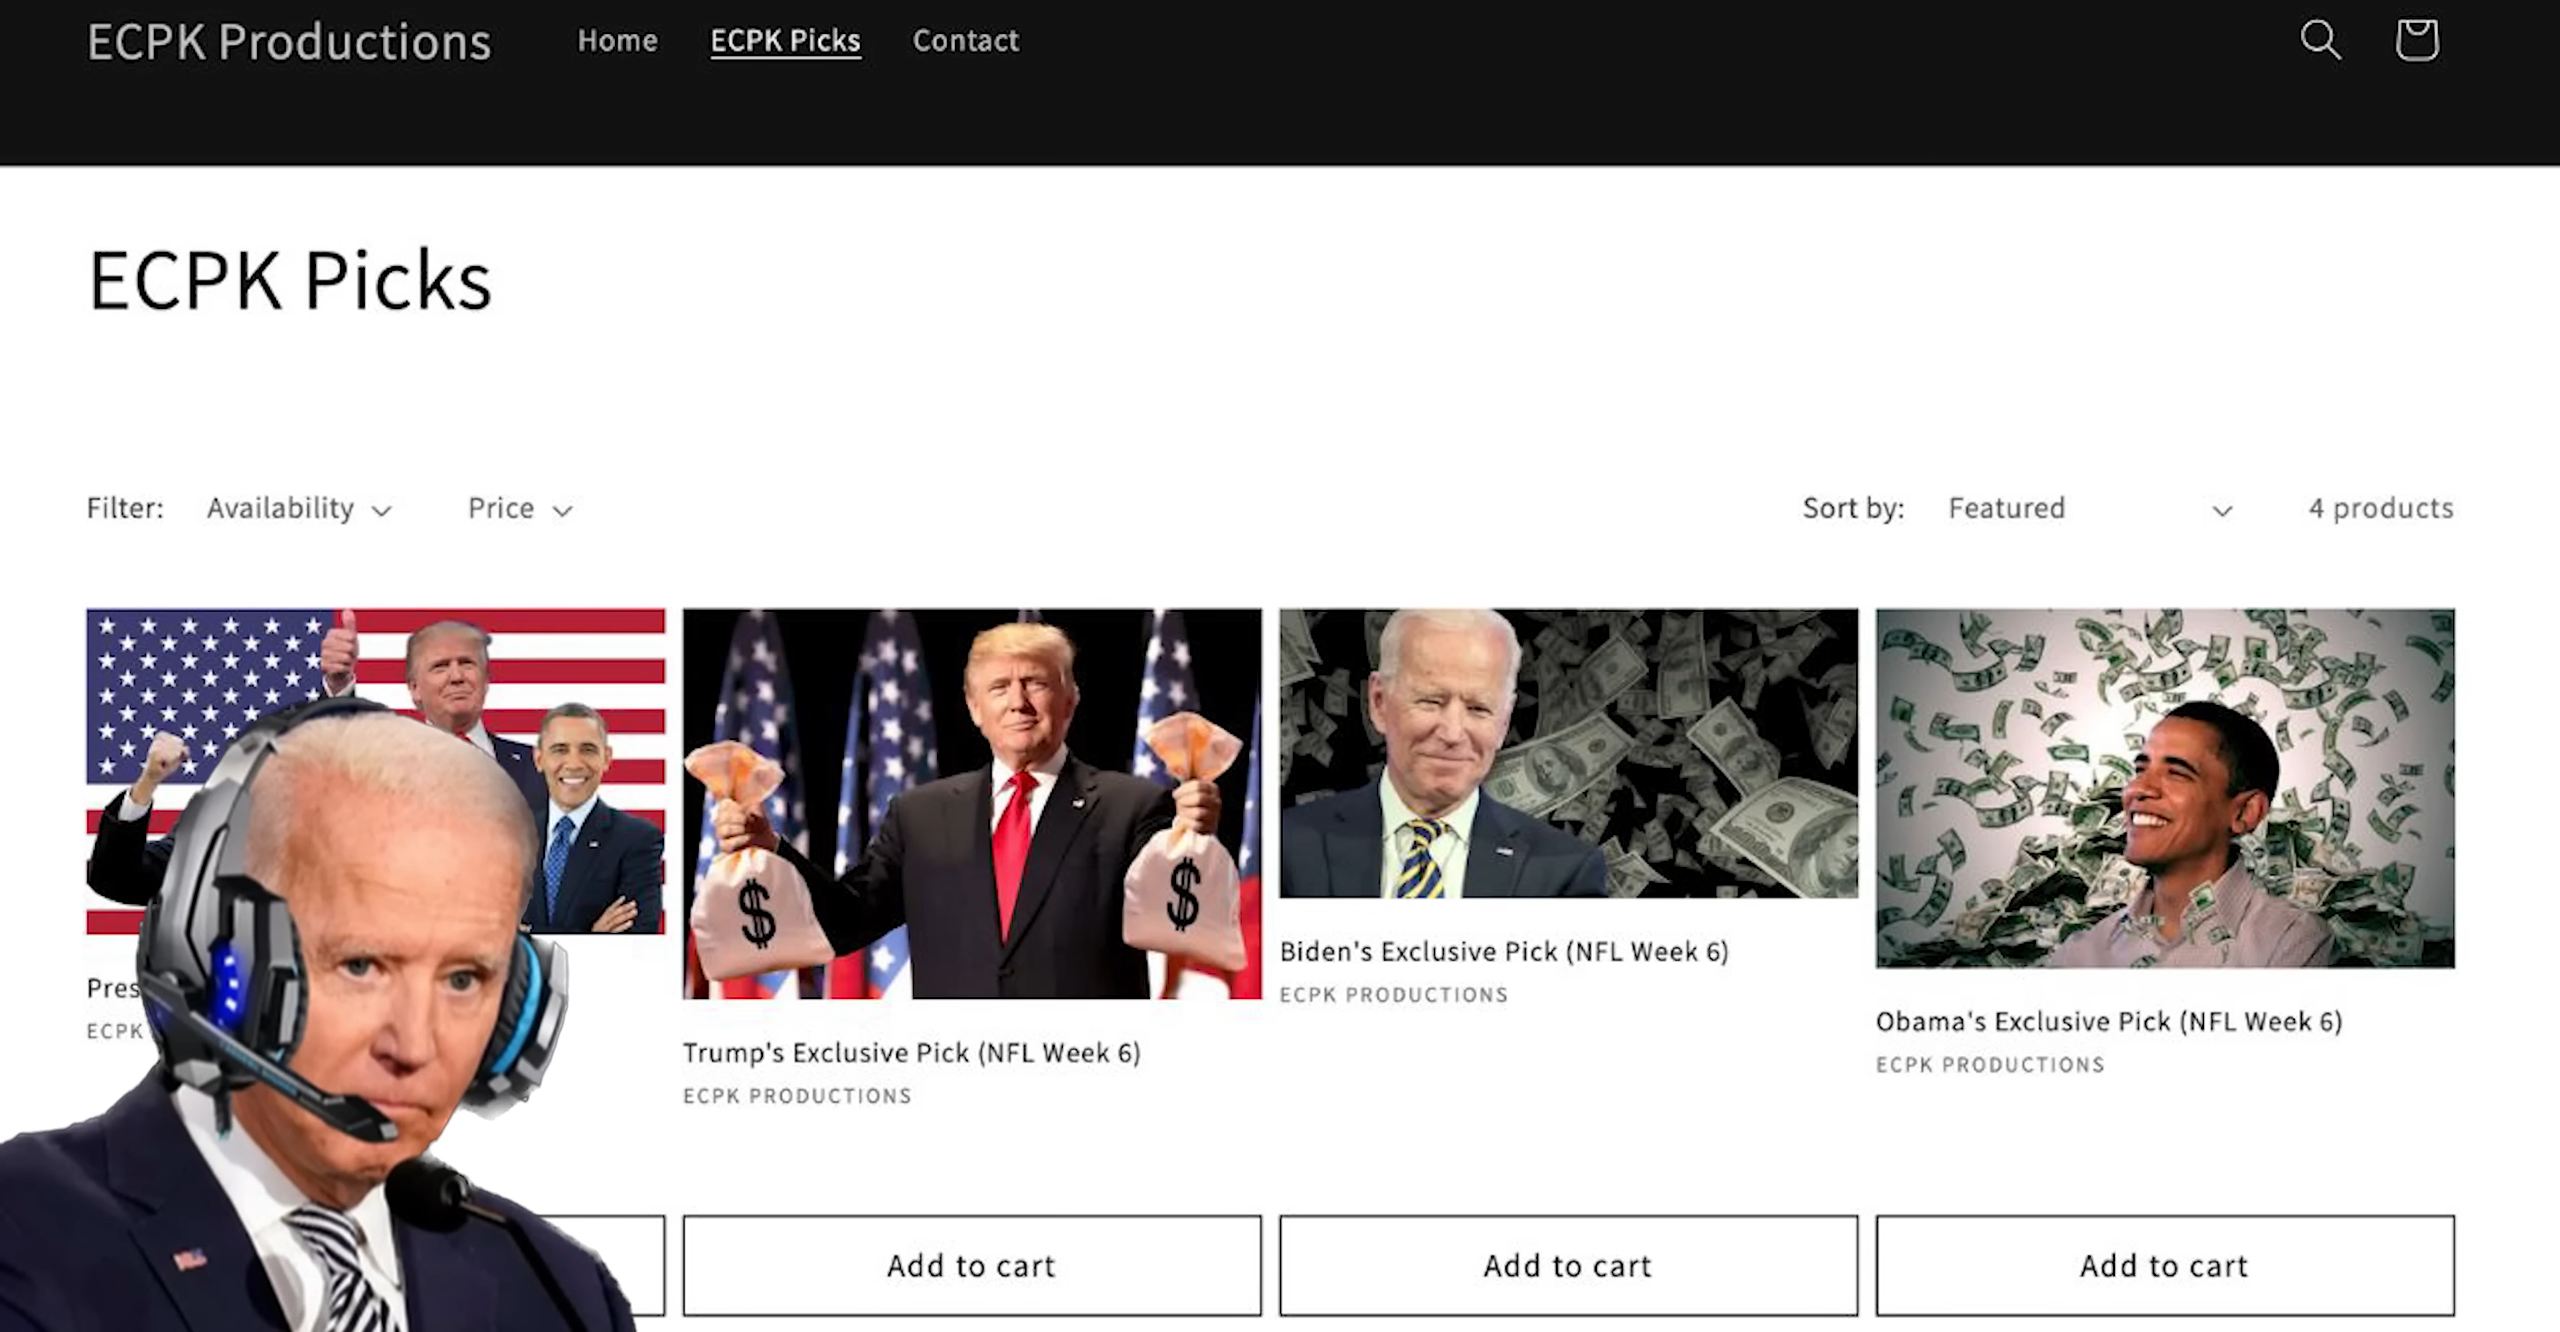 ECPK Productions
Home
ECPK Picks
Contact
ECPK Picks
Filter:
Availability
Price
Sort by:
Featured
4 products
ECPK
Trump's Exclusive Pick (NFL Week 6)
ECPK PRODUCTIONS
Biden's Exclusive Pick (NFL Week 6)
ECPK PRODUCTIONS
Obama's Exclusive Pick (NFL Week 6)
ECPK PRODUCTIONS
Add to cart
Add to cart
Add to cart